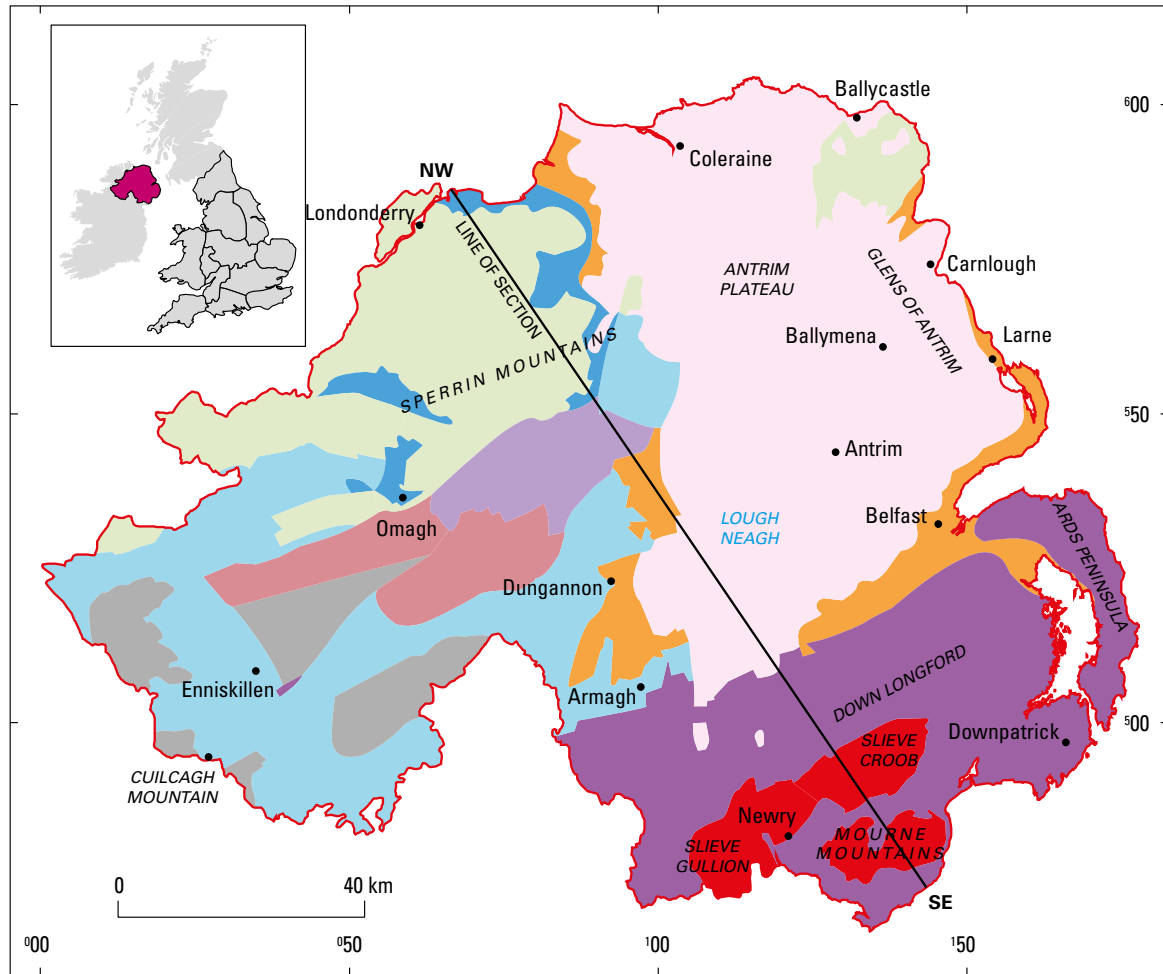 Ballycastle
⁶00
Coleraine
NW
Londonderry
LINE OF SECTION
ANTRIM
PLATEAU
GLENS OF ANTRIM
Carnlough
Ballymena
Larne
SPERRIN MOUNTAINS
⁵50
Antrim
Omagh
LOUGH
NEAGH
Belfast
ARDS PENINSULA
Dungannon
Enniskillen
Armagh
DOWN LONGFORD
⁵00
Downpatrick
CUILCAGH
MOUNTAIN
SLIEVE
CROOB
Newry
MOURNE
MOUNTAINS
SLIEVE
GULLION
0
40 km
SE
⁰00
⁰50
¹00
¹50